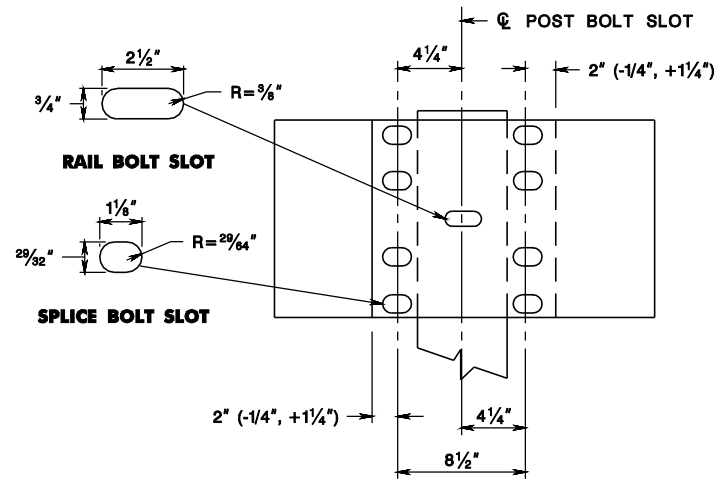 ℄ POST BOLT SLOT
4¼"
2" (-1/4", +1¼")
2½"
R=⅜"
¾"
RAIL BOLT SLOT
1⅛"
R=29⁄64"
29⁄32"
SPLICE BOLT SLOT
2" (-1/4", +1¼")
4¼"
8½"